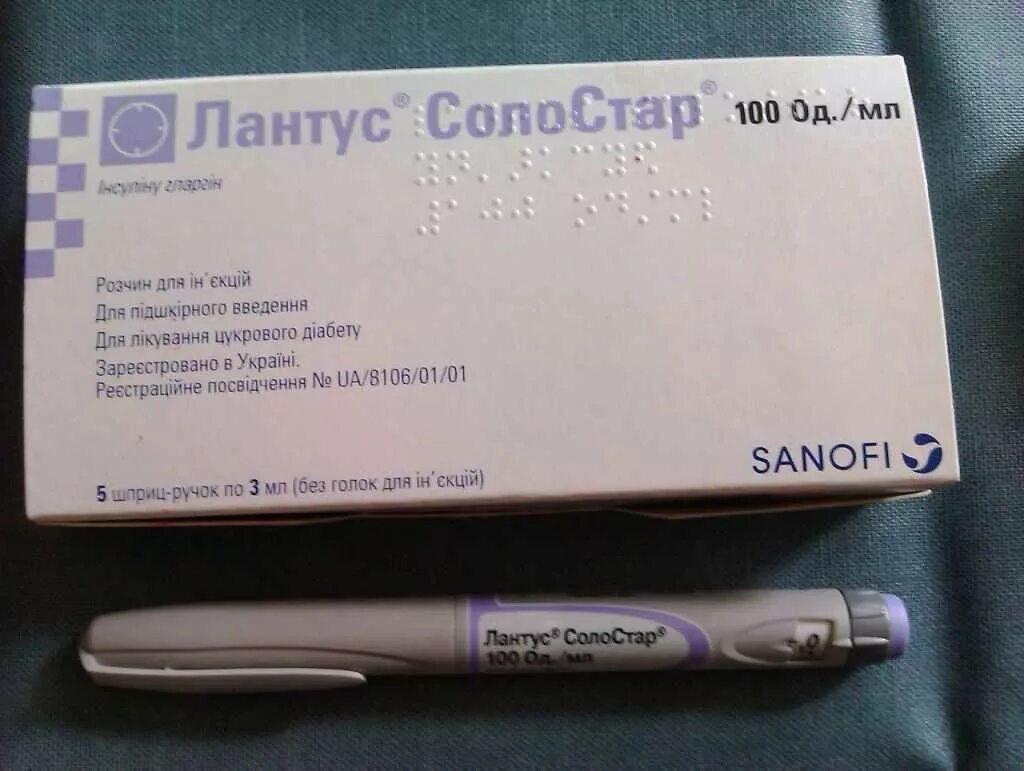 Лантус® СолоСтар® 100 Од./мл
Інсуліну гларгін
Розчин для ін'єкцій
Для підшкірного введення
Для лікування цукрового діабету
Зареєстровано в Україні.
Реєстраційне посвідчення № UA/8106/01/01
SANOFI
5 шприц-ручок по 3 мл (без голок для ін'єкцій)
Лантус® СолоСтар®
100 Од./мл
0